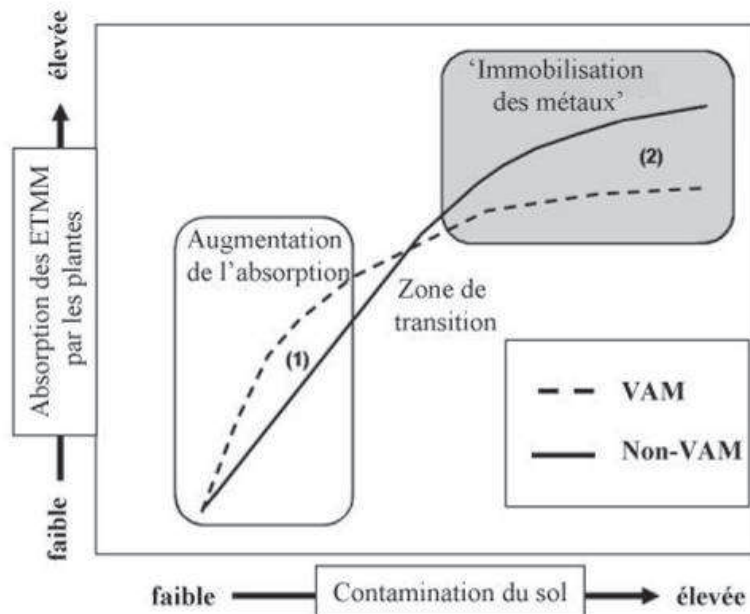 élevée
Absorption des ETMM
par les plantes
faible
'Immobilisation
des métaux'
(2)
Augmentation
de l'absorption
(1)
Zone de
transition
VAM
Non-VAM
faible
Contamination du sol
élevée